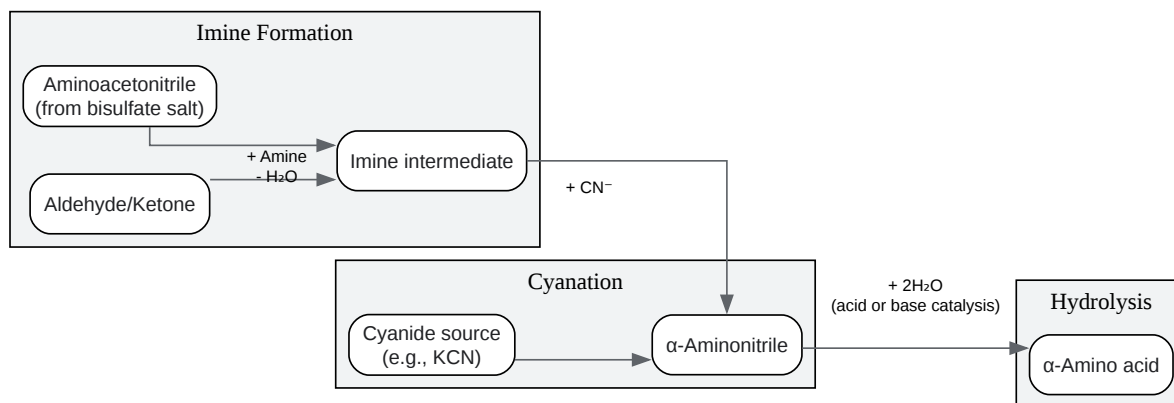 Imine Formation
Aminoacetonitrile
(from bisulfate salt)
+ Amine
- H₂O
Imine intermediate
Aldehyde/Ketone
+ CN⁻
Cyanation
Cyanide source
(e.g., KCN)
α-Aminonitrile
+ 2H₂O
(acid or base catalysis)
Hydrolysis
α-Amino acid